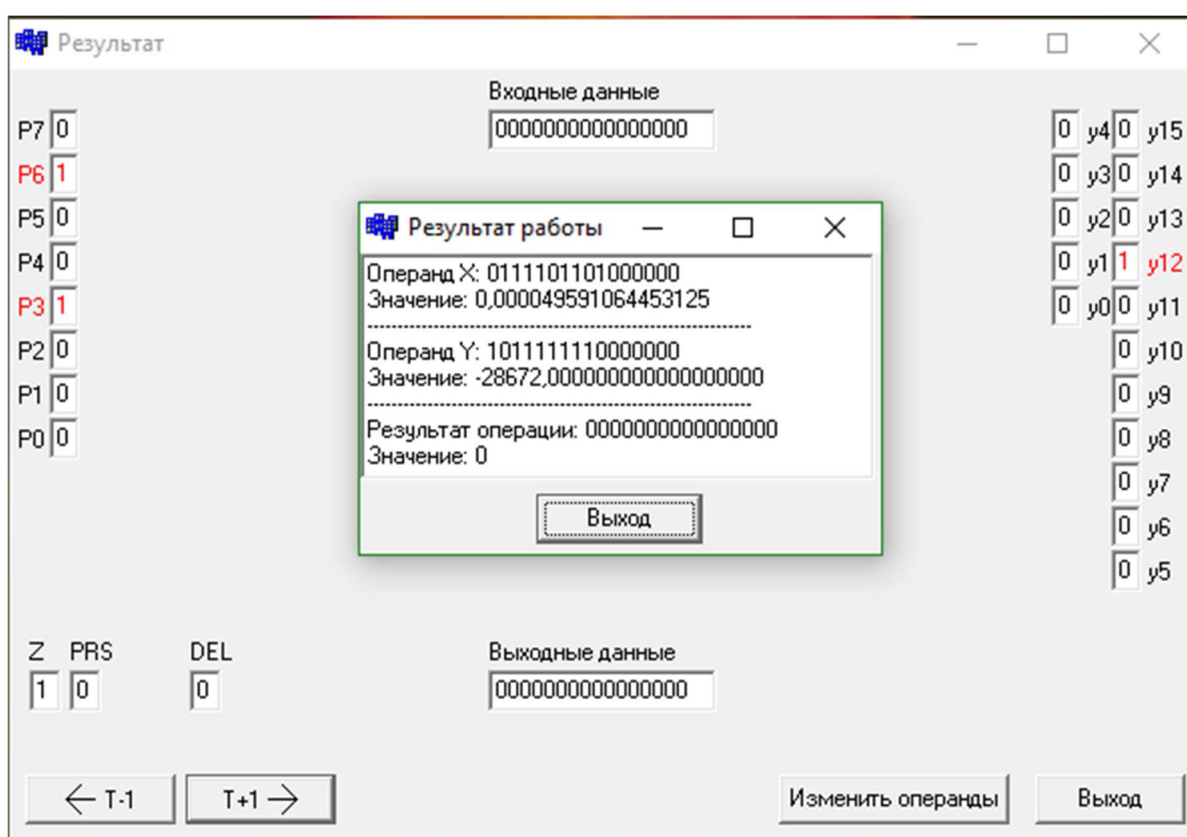 Результат
Входные данные
0000000000000000
P7 0
P6 1
P5 0
P4 0
P3 1
P2 0
P1 0
P0 0
Результат работы
Операнд X: 0111101101000000
Значение: 0,000049591064453125
Операнд Y: 1011111110000000
Значение: -28672,000000000000000000
Результат операции: 0000000000000000
Значение: 0
Выход
0 y4 0 y15
0 y3 0 y14
0 y2 0 y13
0 y1 1 y12
0 y0 0 y11
0 y10
0 y9
0 y8
0 y7
0 y6
0 y5
Z PRS DEL
1 0 0
Выходные данные
0000000000000000
← T-1 T+1 → Изменить операнды Выход